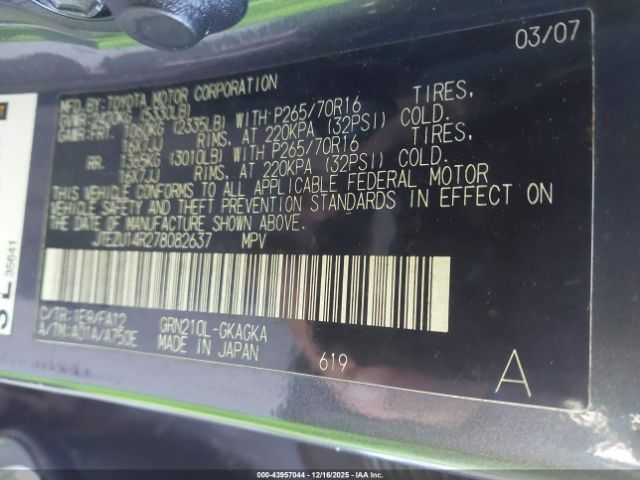 03/07
MFD.BY:TOYOTA MOTOR CORPORATION
GVWR:2420KG (5330LB)
GAWR:FRT. 1060KG (2335LB) WITH P265/70R16 TIRES,
16X7JJ RIMS, AT 220KPA (32PSI) COLD.
RR. 1365KG (3010LB) WITH P265/70R16 TIRES,
16X7JJ RIMS, AT 220KPA (32PSI) COLD.
THIS VEHICLE CONFORMS TO ALL APPLICABLE FEDERAL MOTOR
VEHICLE SAFETY AND THEFT PREVENTION STANDARDS IN EFFECT ON
THE DATE OF MANUFACTURE SHOWN ABOVE.
JTEZU14R278082637 MPV
C/TR:1E9/FA12 GRN210L-GKAGKA
A/TM:A01A/A750E MADE IN JAPAN
619
A
35641
000-43957044 | 12/16/2025 | IAAI.COM